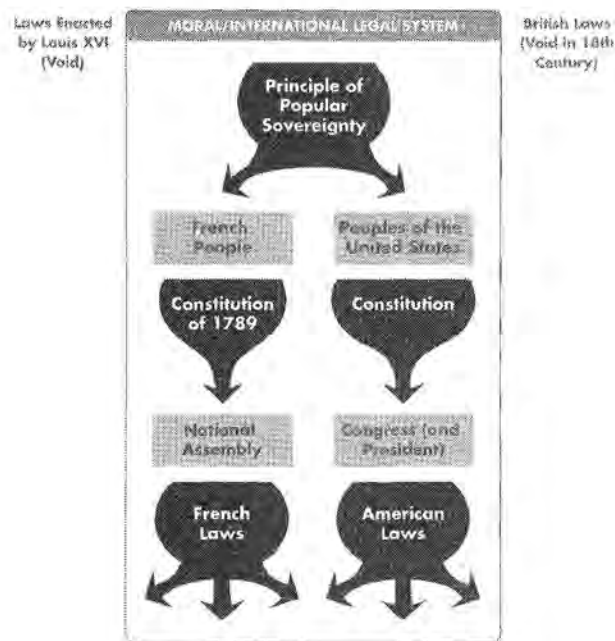 Laws Enacted
by Louis XVI
(Void)
MORAL/INTERNATIONAL LEGAL SYSTEM
British Laws
(Void in 18th
Century)
Principle of
Popular
Sovereignty
French
People
Peoples of the
United States
Constitution
of 1789
Constitution
National
Assembly
Congress (and
President)
French
Laws
American
Laws